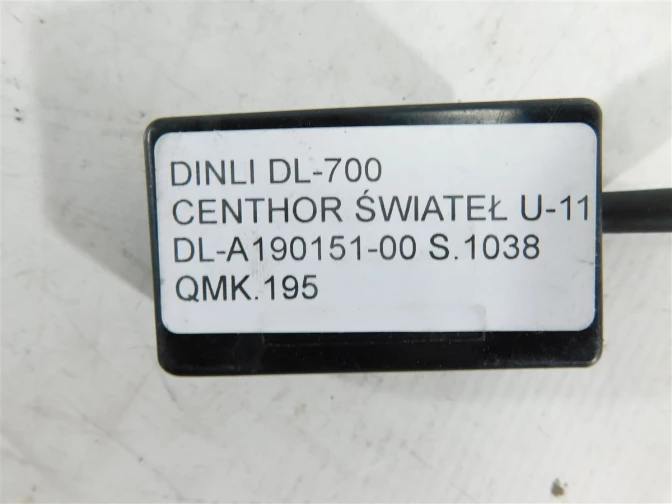 DINLI DL-700
CENTHOR ŚWIATEŁ U-11
DL-A190151-00 S.1038
QMK.195